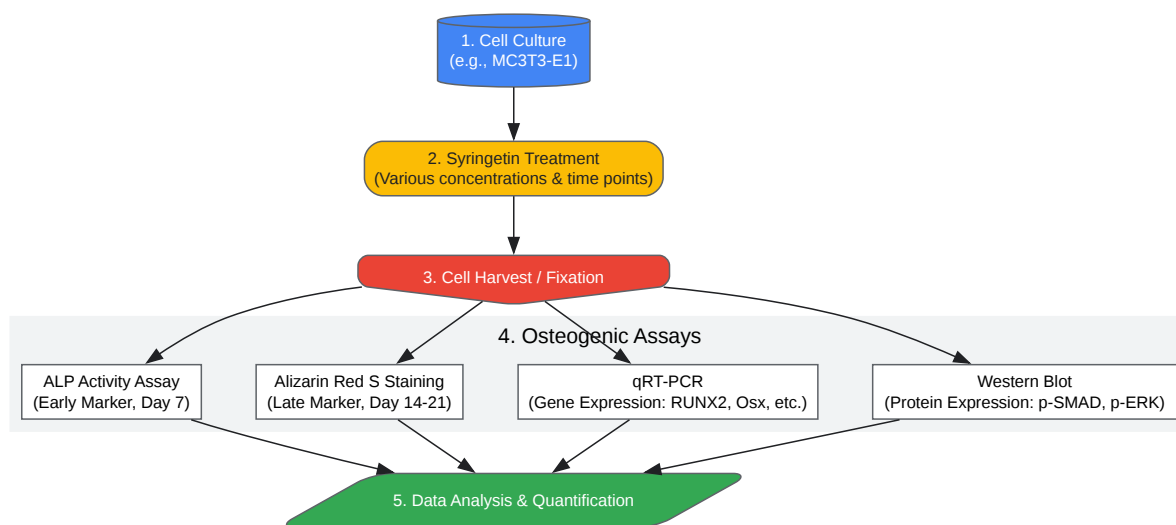 1. Cell Culture
(e.g., MC3T3-E1)
2. Syringetin Treatment
(Various concentrations & time points)
3. Cell Harvest / Fixation
4. Osteogenic Assays
ALP Activity Assay
(Early Marker, Day 7)
Alizarin Red S Staining
(Late Marker, Day 14-21)
qRT-PCR
(Gene Expression: RUNX2, Osx, etc.)
Western Blot
(Protein Expression: p-SMAD, p-ERK)
5. Data Analysis & Quantification